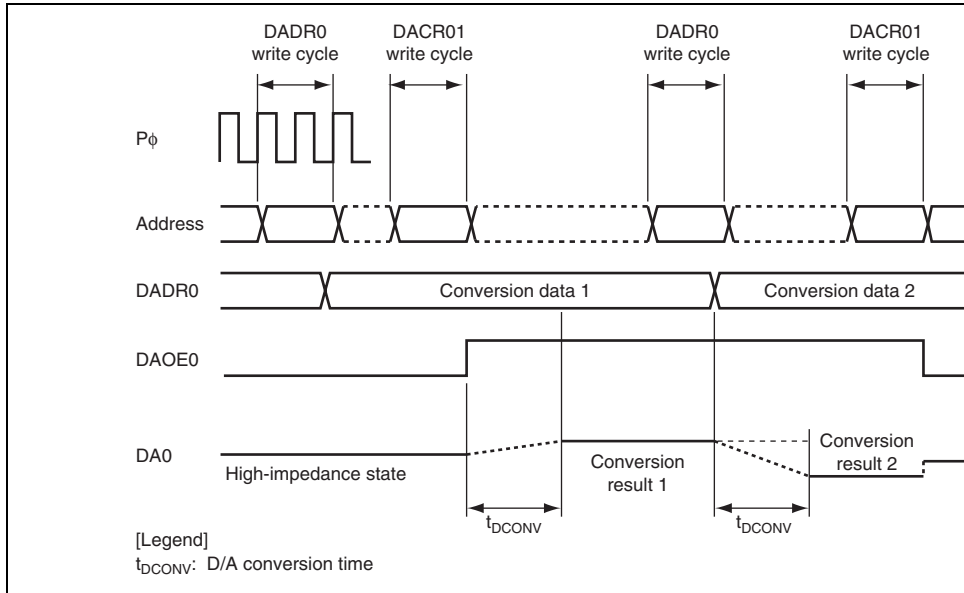 DADR0
write cycle
DACR01
write cycle
DADR0
write cycle
DACR01
write cycle
Pϕ
Address
DADR0
Conversion data 1
Conversion data 2
DAOE0
DA0
High-impedance state
Conversion
result 1
Conversion
result 2
tDCONV
tDCONV
[Legend]
tDCONV: D/A conversion time